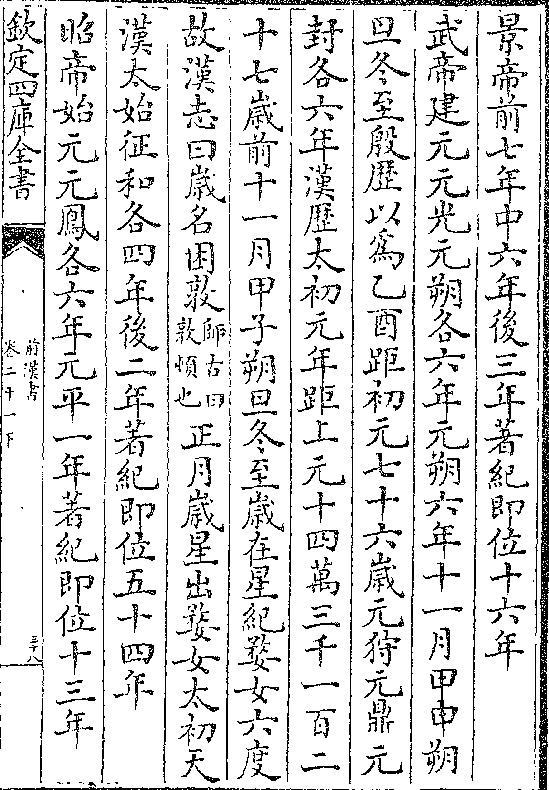 景帝前七年中六年後三年著紀即位十六年
武帝建元元光元朔各六年元朔六年十一月甲申朔
旦冬至殷歷以爲乙酉距初元七十六歲元狩元鼎元
封各六年漢歷太初元年距上元十四萬三千一百二
十七歲前十一月甲子朔旦冬至歲在星紀婺女六度
故漢志曰歲名困敦師古曰敦頓也正月歲星出婺女太初天
漢太始征和各四年後二年著紀即位五十四年
昭帝始元元鳳各六年元平一年著紀即位十三年
欽定四庫全書
前漢書
卷二十一下
三十八